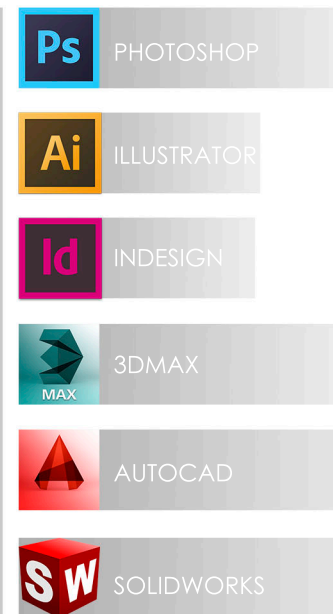 Ps PHOTOSHOP
Ai ILLUSTRATOR
Id INDESIGN
MAX 3DMAX
AUTOCAD
SW SOLIDWORKS